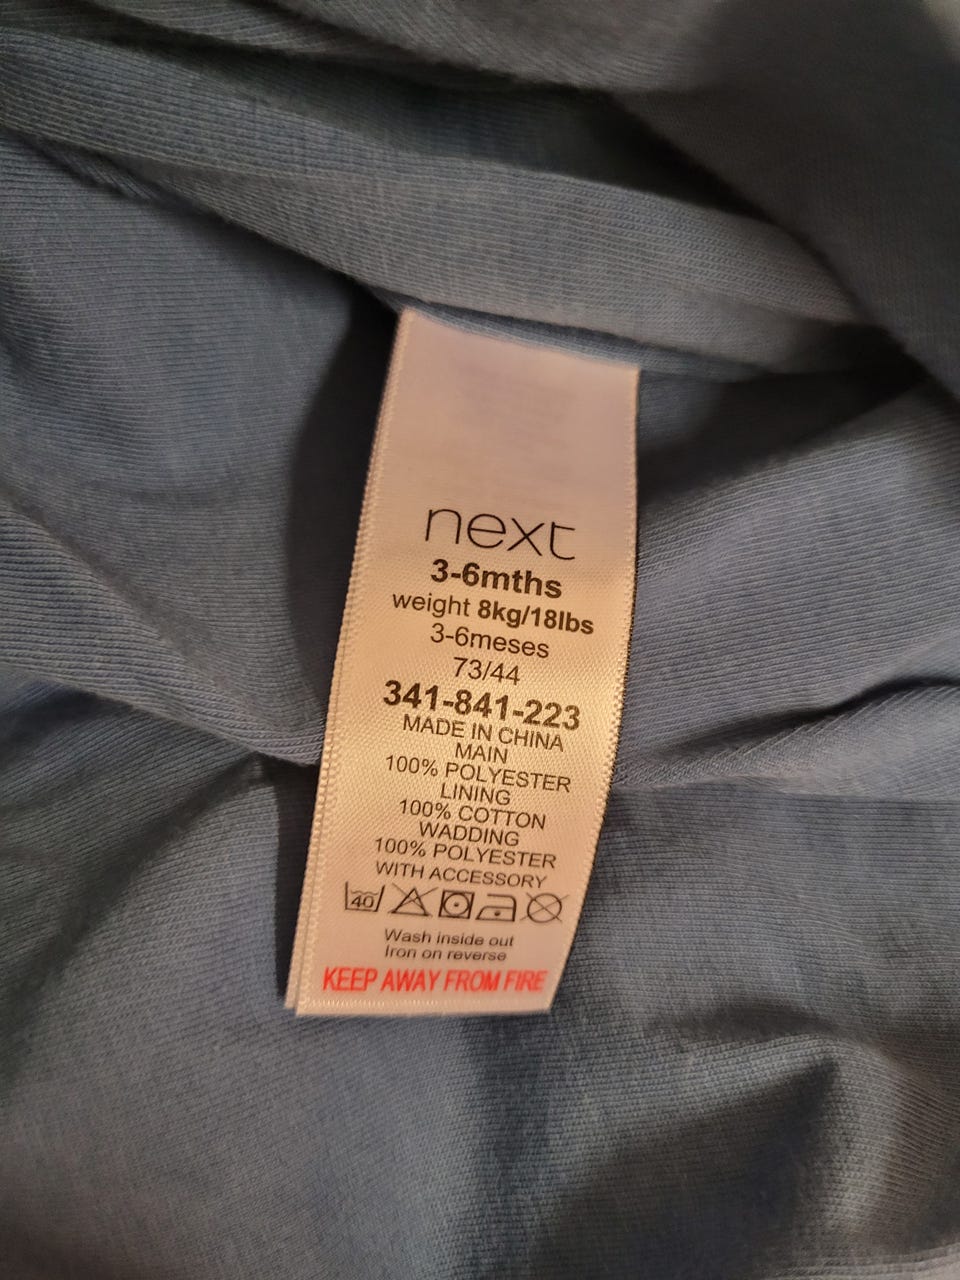 next
3-6mths
weight 8kg/18lbs
3-6meses
73/44
341-841-223
MADE IN CHINA
MAIN
100% POLYESTER
LINING
100% COTTON
WADDING
100% POLYESTER
WITH ACCESSORY
40
Wash inside out
Iron on reverse
KEEP AWAY FROM FIRE